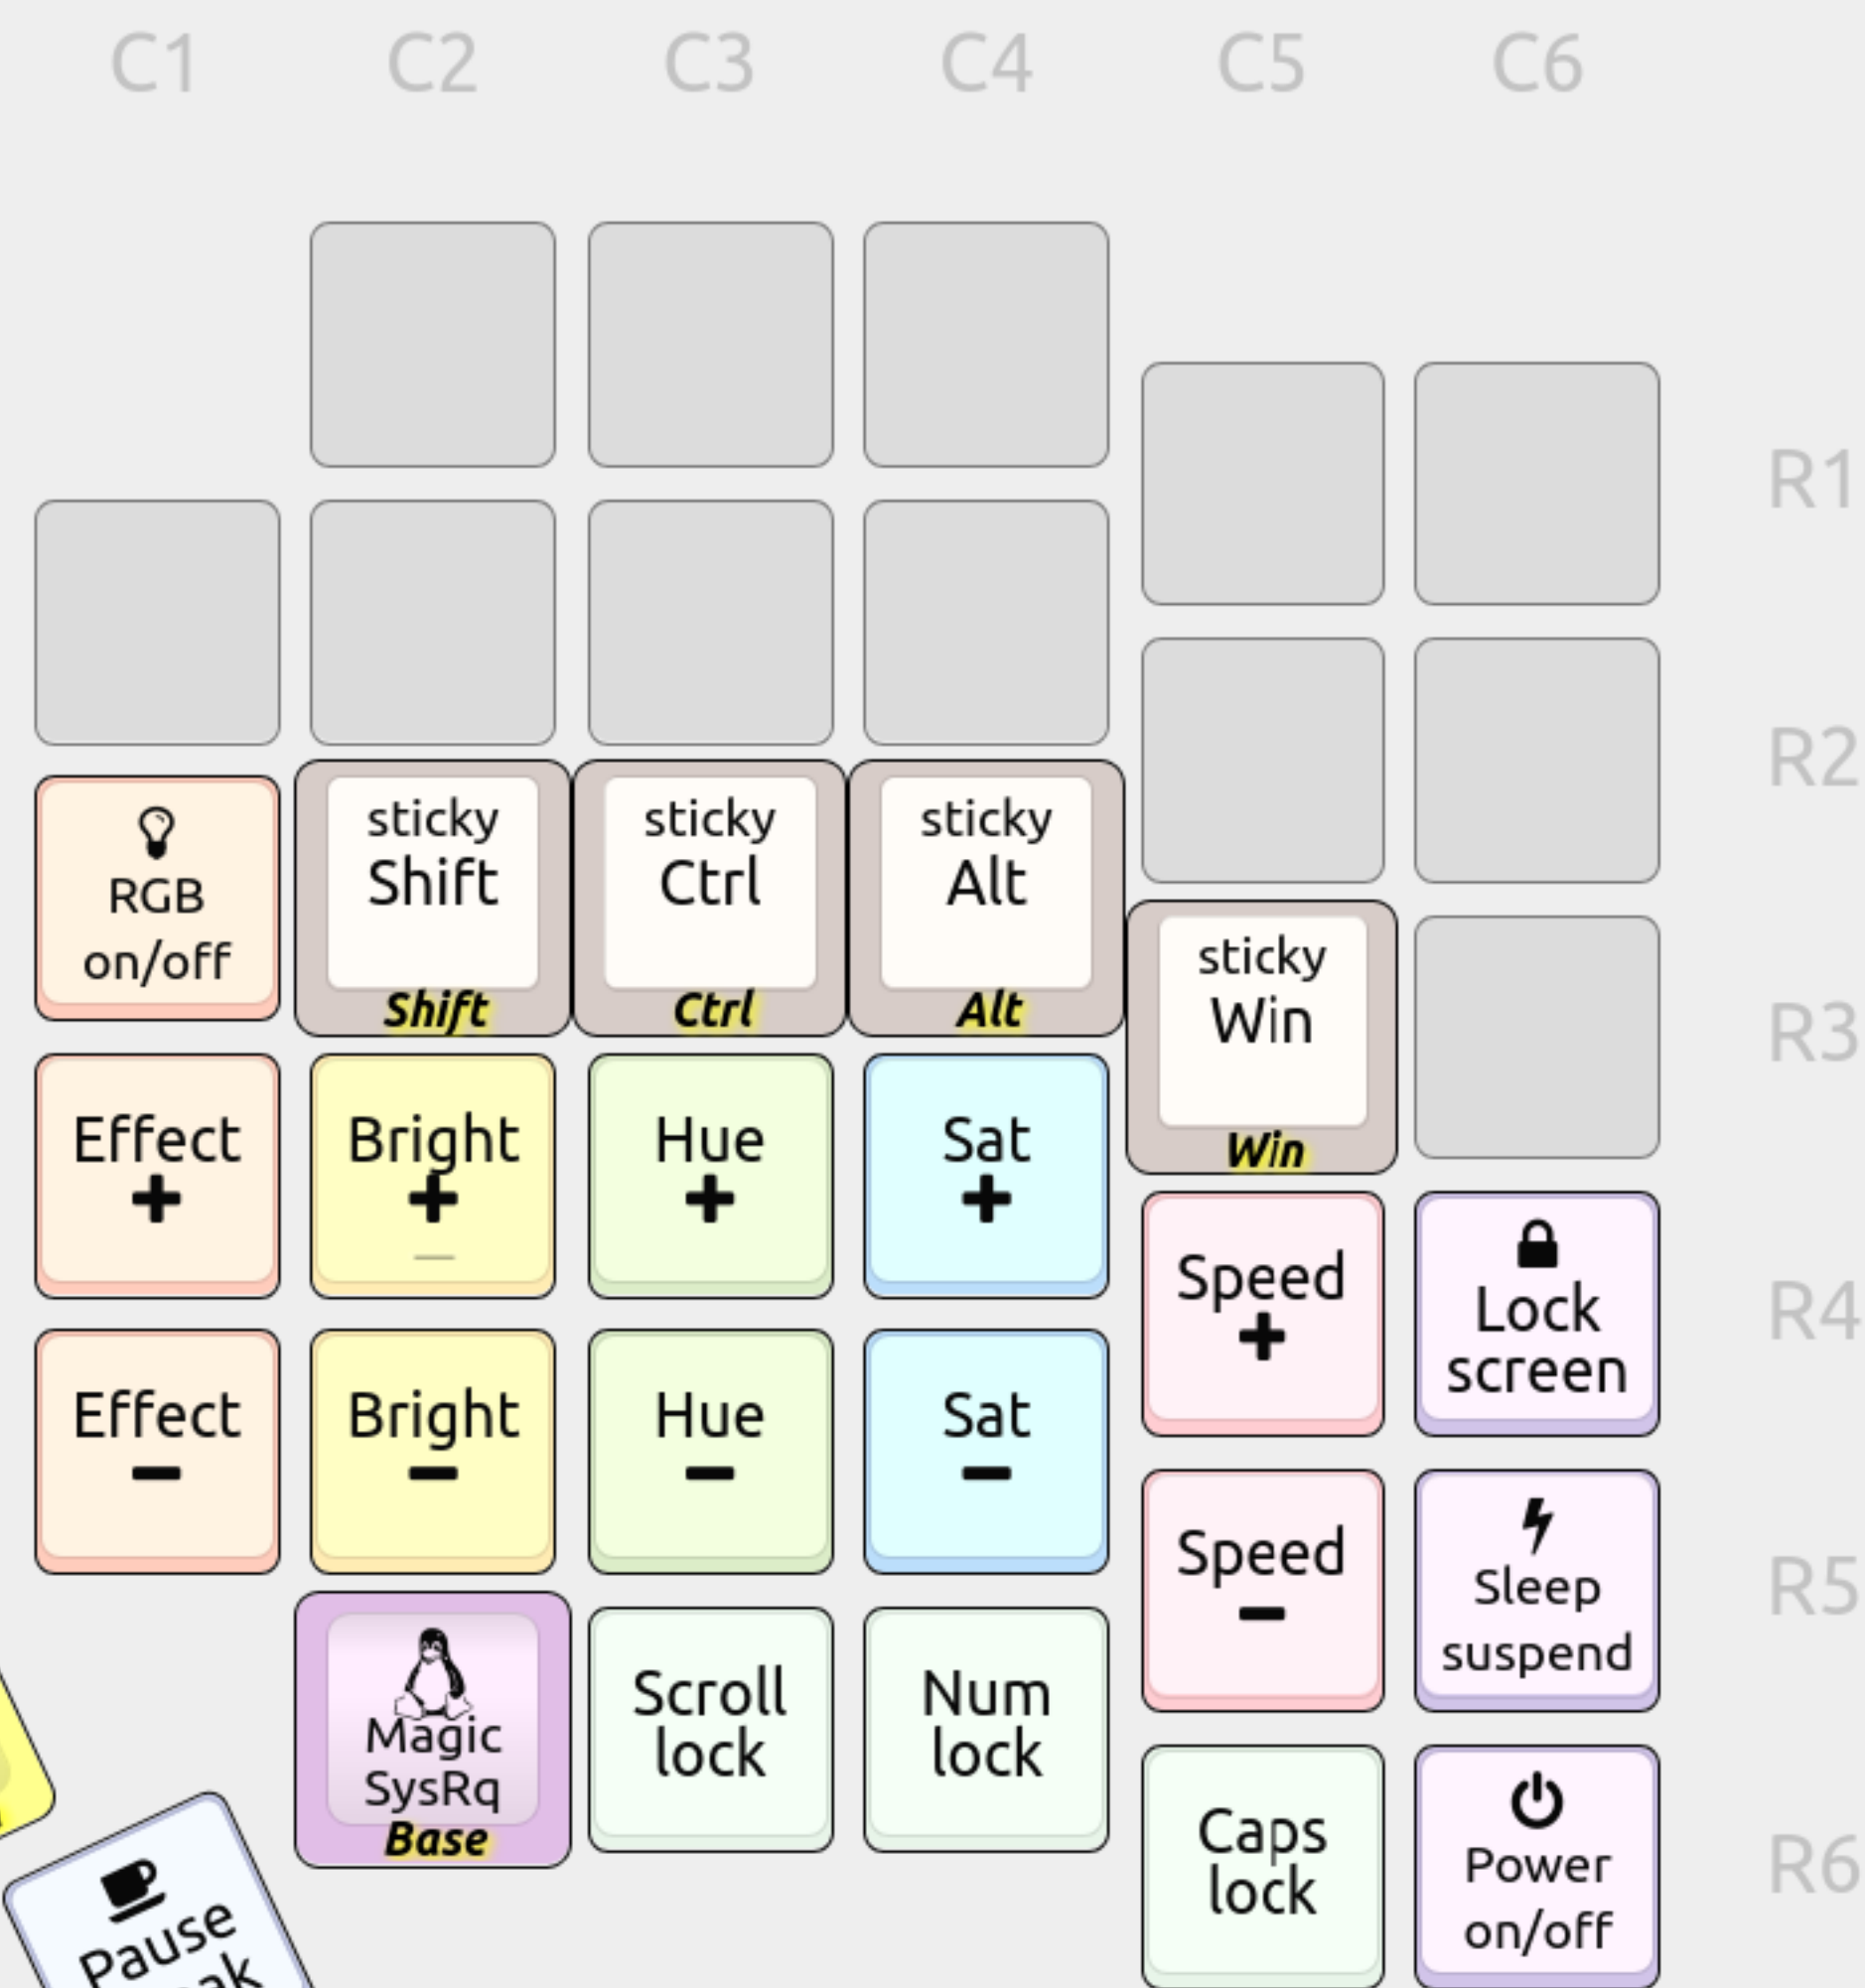 C1 C2 C3 C4 C5 C6
R1
R2
RGB
on/off
sticky
Shift
Shift
sticky
Ctrl
Ctrl
sticky
Alt
Alt
sticky
Win
Win
R3
Effect
+
Bright
+
Hue
+
Sat
+
Speed
+
Lock
screen
R4
Effect
-
Bright
-
Hue
-
Sat
-
Speed
-
Sleep
suspend
R5
Magic
SysRq
Base
Scroll
lock
Num
lock
Caps
lock
Power
on/off
R6
Pause